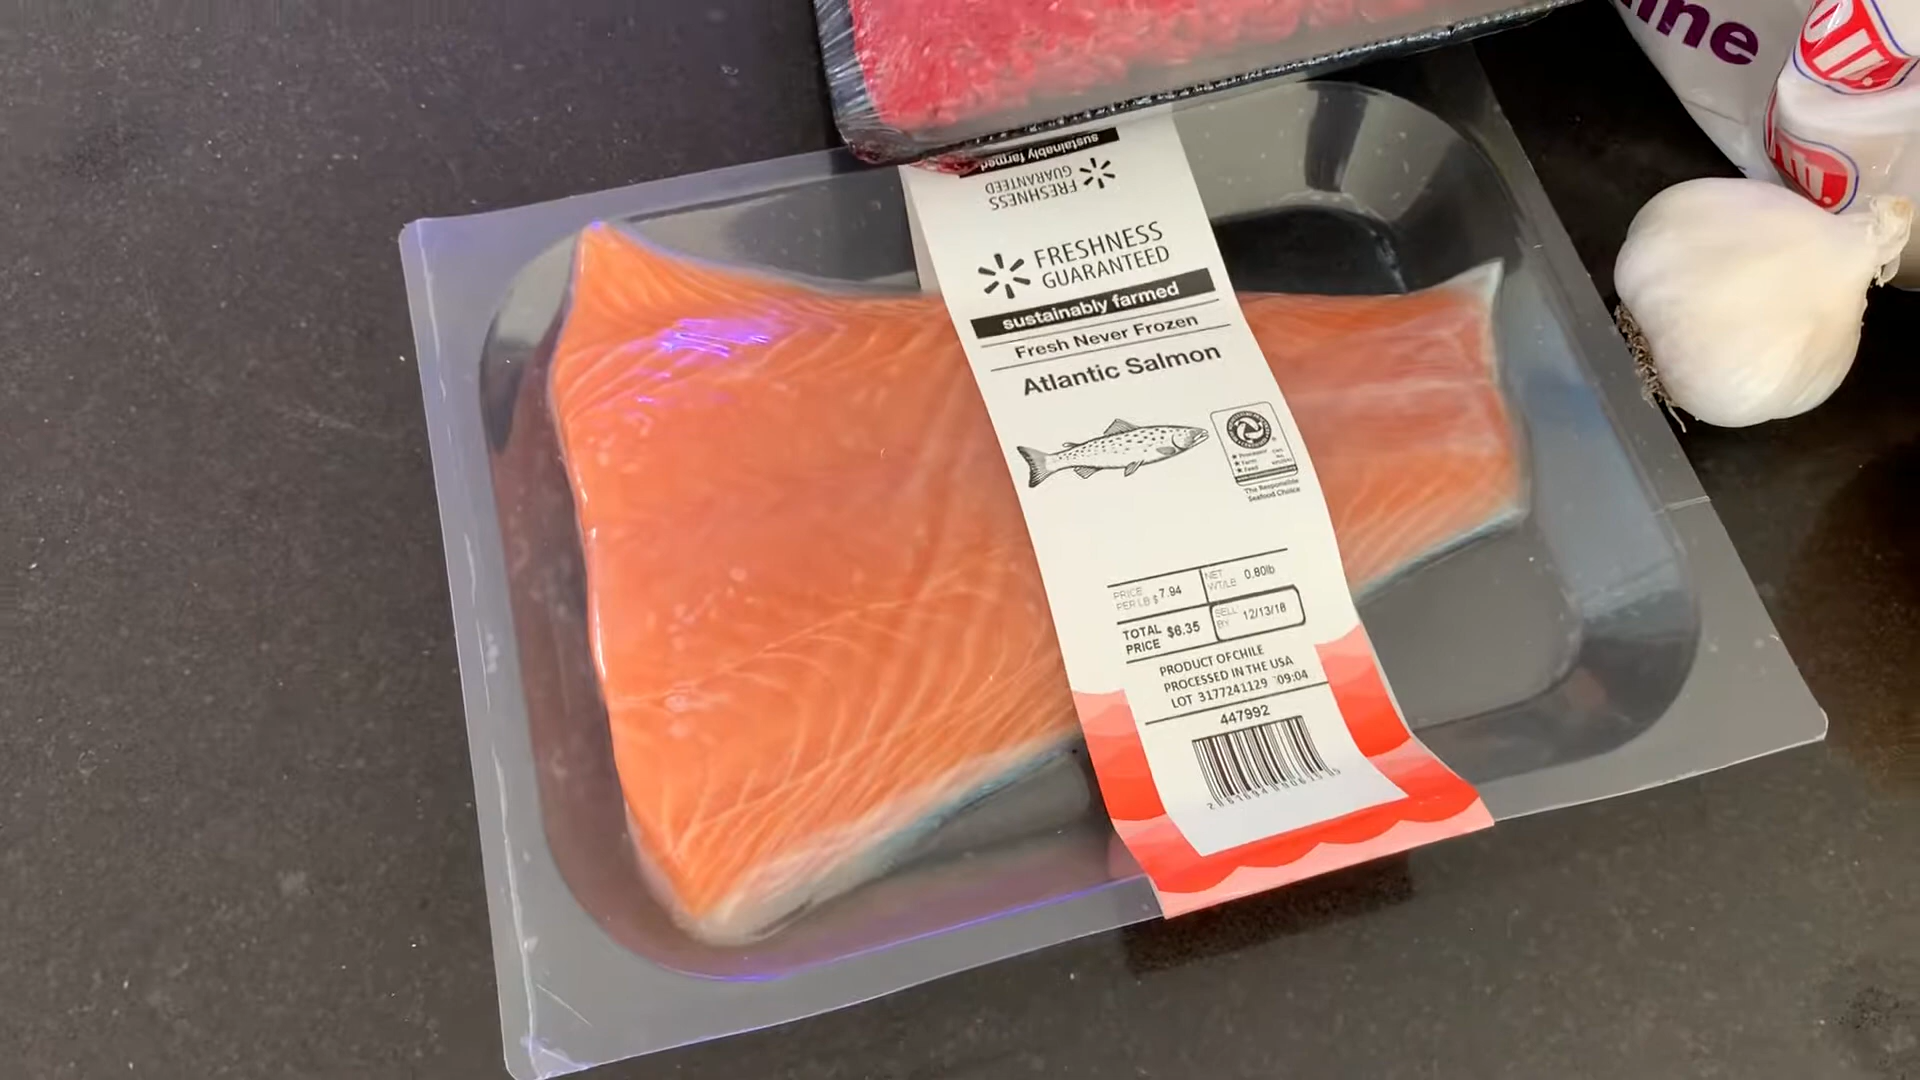 sustainably farmed
FRESHNESS
GUARANTEED
FRESHNESS
GUARANTEED
sustainably farmed
Fresh Never Frozen
Atlantic Salmon
The Responsible
Seafood Choice
PRICE
PER LB $ 7.94
NET
WT/LB 0.80lb
TOTAL
PRICE $6.35
SELL
BY 12/13/18
PRODUCT OF CHILE
PROCESSED IN THE USA
LOT 3177241129 09:04
447992